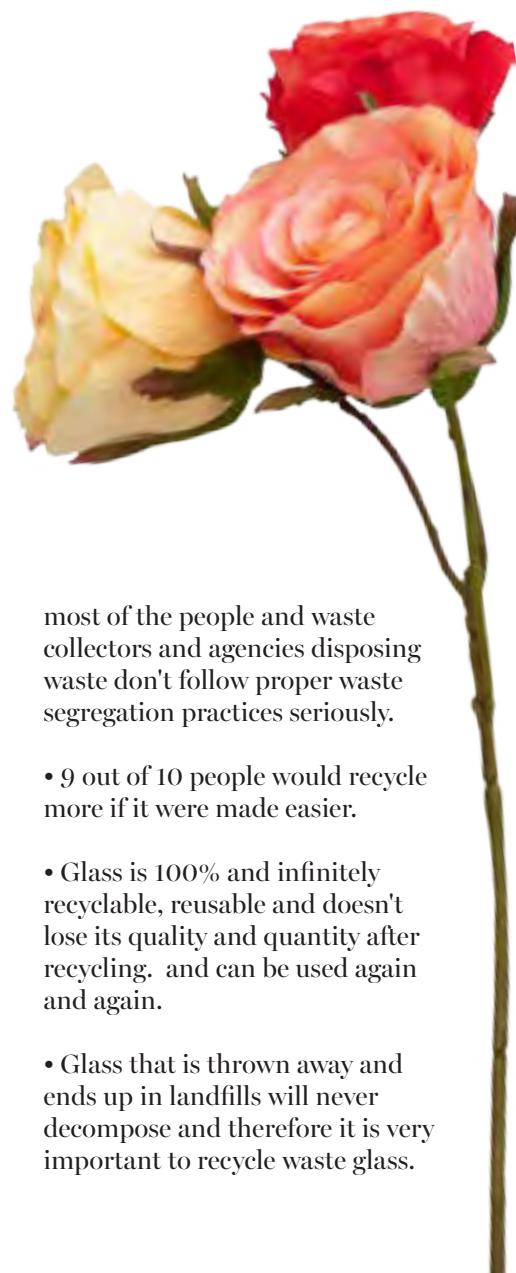 most of the people and waste
collectors and agencies disposing
waste don't follow proper waste
segregation practices seriously.
• 9 out of 10 people would recycle
more if it were made easier.
• Glass is 100% and infinitely
recyclable, reusable and doesn't
lose its quality and quantity after
recycling.  and can be used again
and again.
• Glass that is thrown away and
ends up in landfills will never
decompose and therefore it is very
important to recycle waste glass.